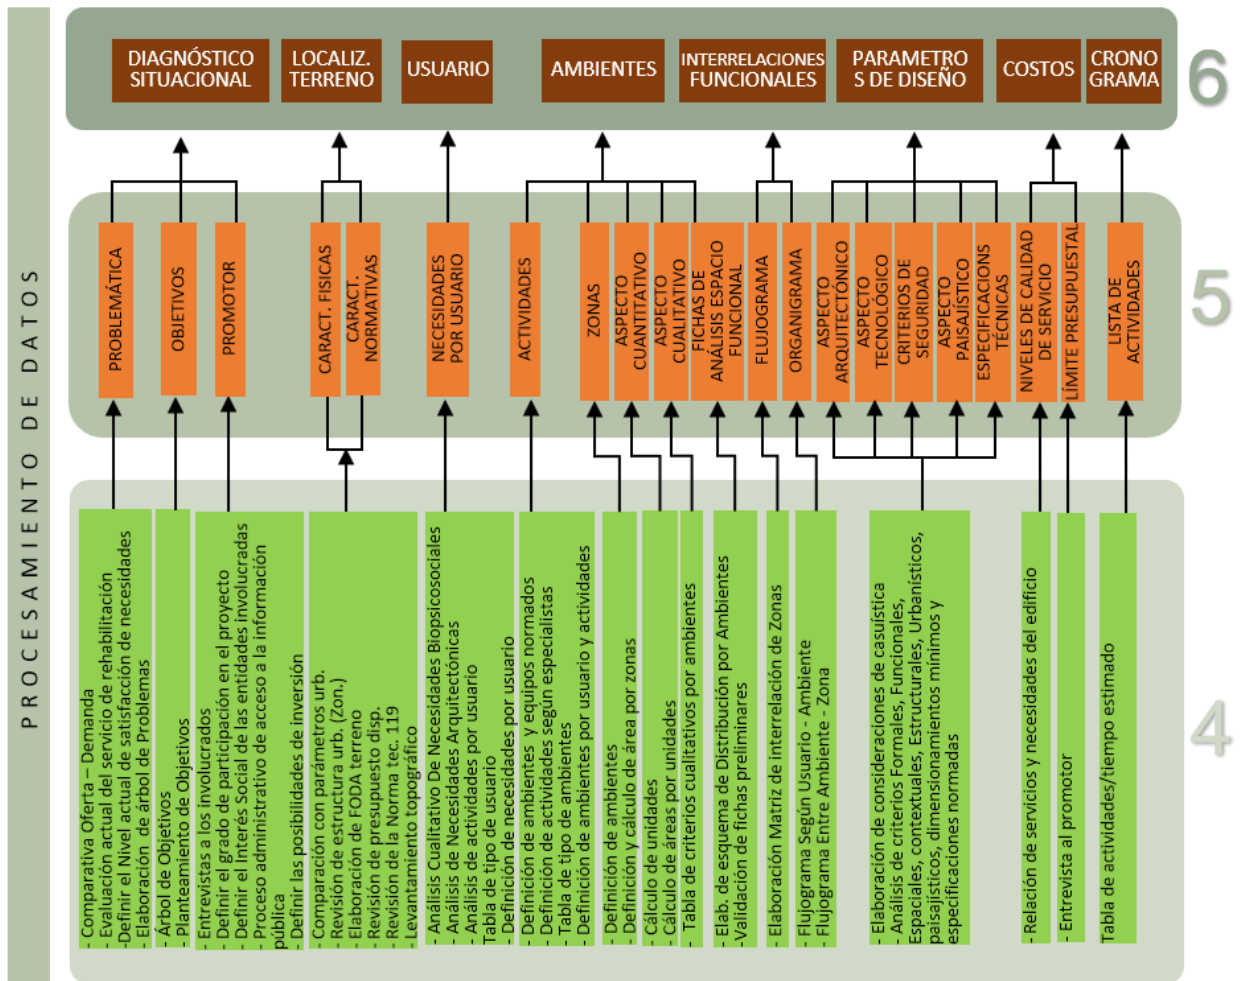 PROCESAMIENTO DE DATOS
DIAGNÓSTICO
SITUACIONAL
LOCALIZ.
TERRENO
USUARIO
AMBIENTES
INTERRELACIONES
FUNCIONALES
PARAMETRO
S DE DISEÑO
COSTOS
CRONO
GRAMA
6
PROBLEMÁTICA
OBJETIVOS
PROMOTOR
CARACT. FISICAS
CARACT.
NORMATIVAS
NECESIDADES
POR USUARIO
ACTIVIDADES
ZONAS
ASPECTO
CUANTITATIVO
ASPECTO
CUALITATIVO
FICHAS DE
ANÁLISIS ESPACIO
FUNCIONAL
FLUJOGRAMA
ORGANIGRAMA
ASPECTO
ARQUITECTÓNICO
ASPECTO
TECNOLÓGICO
CRITERIOS DE
SEGURIDAD
ASPECTO
PAISAJÍSTICO
ESPECIFICACIONS
TÉCNICAS
NIVELES DE CALIDAD
DE SERVICIO
LÍMITE PRESUPUESTAL
LISTA DE
ACTIVIDADES
5
- Comparativa Oferta – Demanda
- Evaluación actual del servicio de rehabilitación
-Definir el Nivel actual de satisfacción de necesidades
- Elaboración de árbol de Problemas
- Árbol de Objetivos
- Planteamiento de Objetivos
- Entrevistas a los involucrados
- Definir el grado de participación en el proyecto
- Definir el Interés Social de las entidades involucradas
- Proceso administrativo de acceso a la información
pública
- Definir las posibilidades de inversión
- Comparación con parámetros urb.
- Revisión de estructura urb. (Zon.)
- Elaboración de FODA terreno
- Revisión de presupuesto disp.
- Revisión de la Norma tec. 119
- Levantamiento topográfico
- Análisis Cualitativo De Necesidades Biopsicosociales
- Análisis de Necesidades Arquitectónicas
- Análisis de actividades por usuario
Tabla de tipo de usuario
- Definición de necesidades por usuario
- Definición de ambientes y equipos normados
- Definición de actividades según especialistas
- Tabla de tipo de ambientes
- Definición de ambientes por usuario y actividades
- Definición de ambientes
- Definición y cálculo de área por zonas
- Cálculo de unidades
- Cálculo de áreas por unidades
- Tabla de criterios cualitativos por ambientes
- Elab. de esquema de Distribución por Ambientes
- Validación de fichas preliminares
- Elaboración Matriz de interrelación de Zonas
- Flujograma Según Usuario - Ambiente
- Flujograma Entre Ambiente - Zona
- Elaboración de consideraciones de casuística
- Análisis de criterios Formales, Funcionales,
Espaciales, contextuales, Estructurales, Urbanísticos,
paisajísticos, dimensionamientos mínimos y
especificaciones normadas
- Relación de servicios y necesidades del edificio
- Entrevista al promotor
Tabla de actividades/tiempo estimado
4